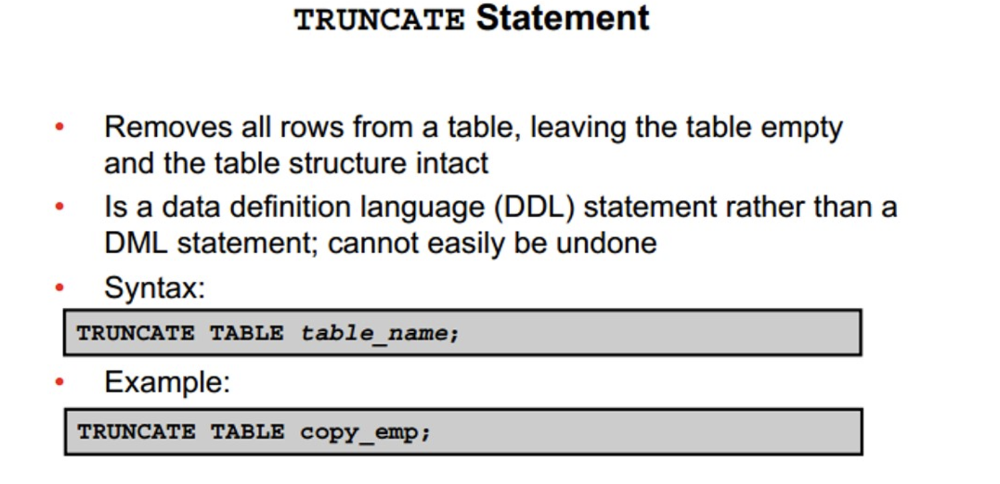 TRUNCATE Statement
• Removes all rows from a table, leaving the table empty
and the table structure intact
• Is a data definition language (DDL) statement rather than a
DML statement; cannot easily be undone
• Syntax:
TRUNCATE TABLE table_name;
• Example:
TRUNCATE TABLE copy_emp;